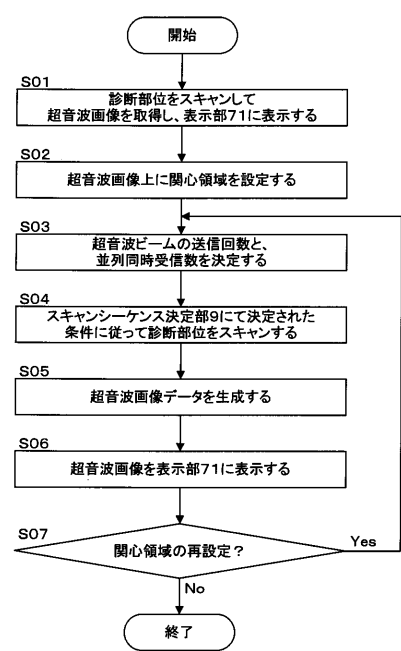 開始
S01
診断部位をスキャンして
超音波画像を取得し、表示部71に表示する
S02
超音波画像上に関心領域を設定する
S03
超音波ビームの送信回数と、
並列同時受信数を決定する
S04
スキャンシーケンス決定部9にて決定された
条件に従って診断部位をスキャンする
S05
超音波画像データを生成する
S06
超音波画像を表示部71に表示する
S07
関心領域の再設定？
Yes
No
終了